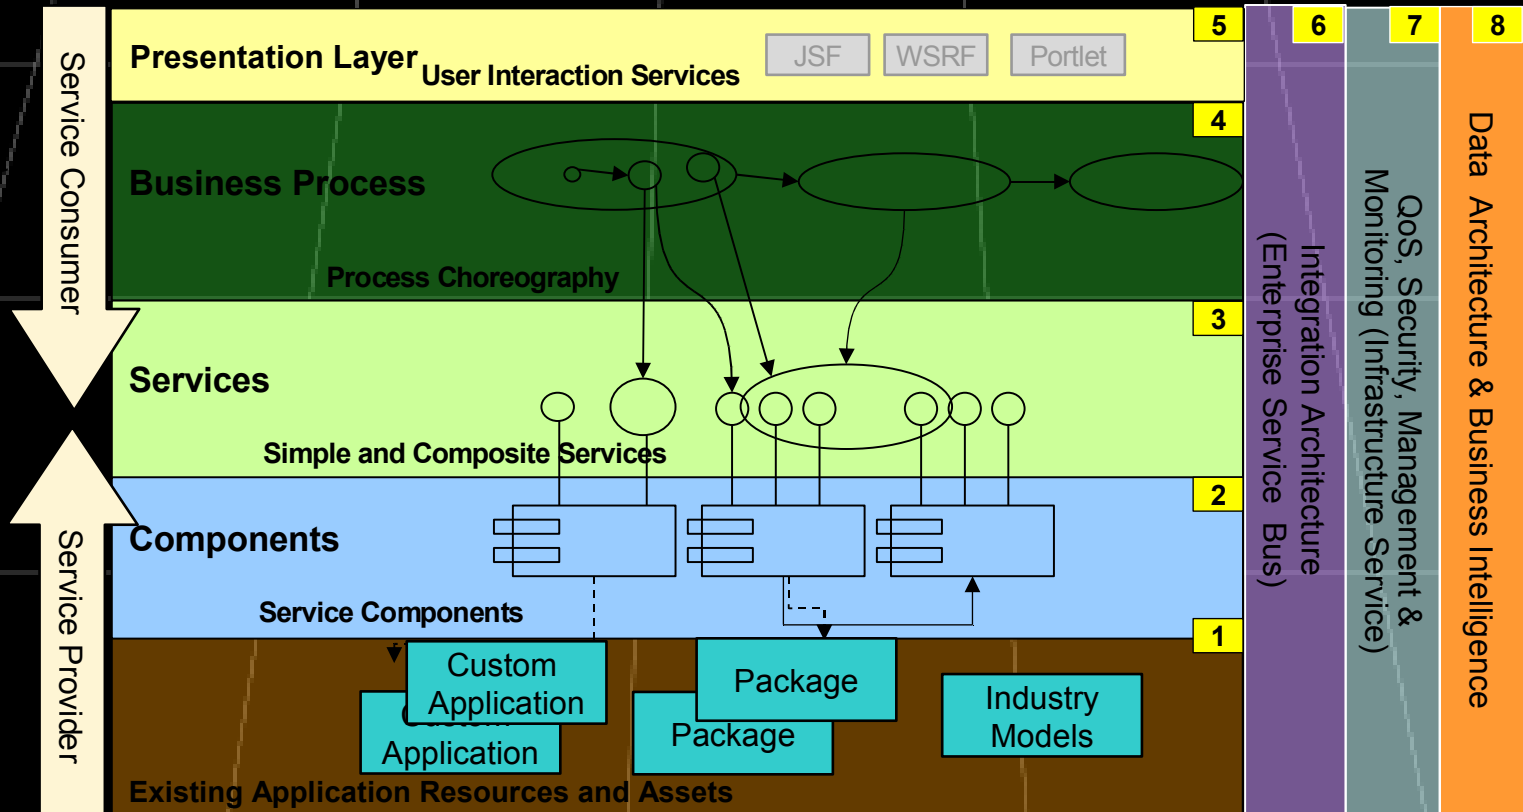 Service Consumer
Service Provider
Presentation Layer
User Interaction Services
JSF
WSRF
Portlet
5
Business Process
Process Choreography
4
Services
Simple and Composite Services
3
Components
Service Components
2
1
Custom
Application
Custom
Application
Package
Package
Industry
Models
Existing Application Resources and Assets
6
Integration Architecture
(Enterprise Service Bus)
7
QoS, Security, Management &
Monitoring (Infrastructure Service)
8
Data Architecture & Business Intelligence